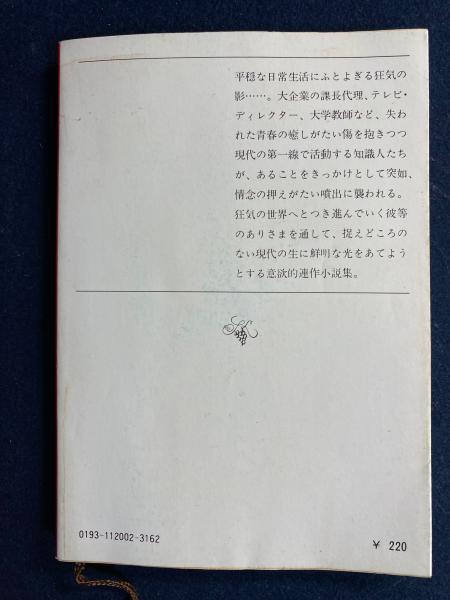 平穏な日常生活にふとよぎる狂気の
影……。大企業の課長代理、テレビ・
ディレクター、大学教師など、失わ
れた青春の癒しがたい傷を抱きつつ
現代の第一線で活動する知識人たち
が、あることをきっかけとして突如、
情念の押えがたい噴出に襲われる。
狂気の世界へとつき進んでいく彼等
のありさまを通して、捉えどころの
ない現代の生に鮮明な光をあてよう
とする意欲的連作小説集。
0193-112002-3162
¥ 220